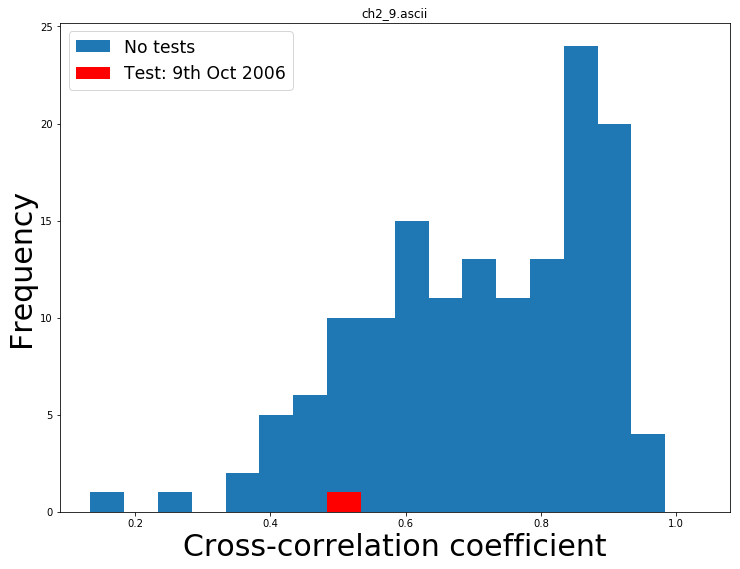 ch2_9.ascii
No tests
Test: 9th Oct 2006
Frequency
25
20
15
10
5
0
0.2 0.4 0.6 0.8 1.0
Cross-correlation coefficient